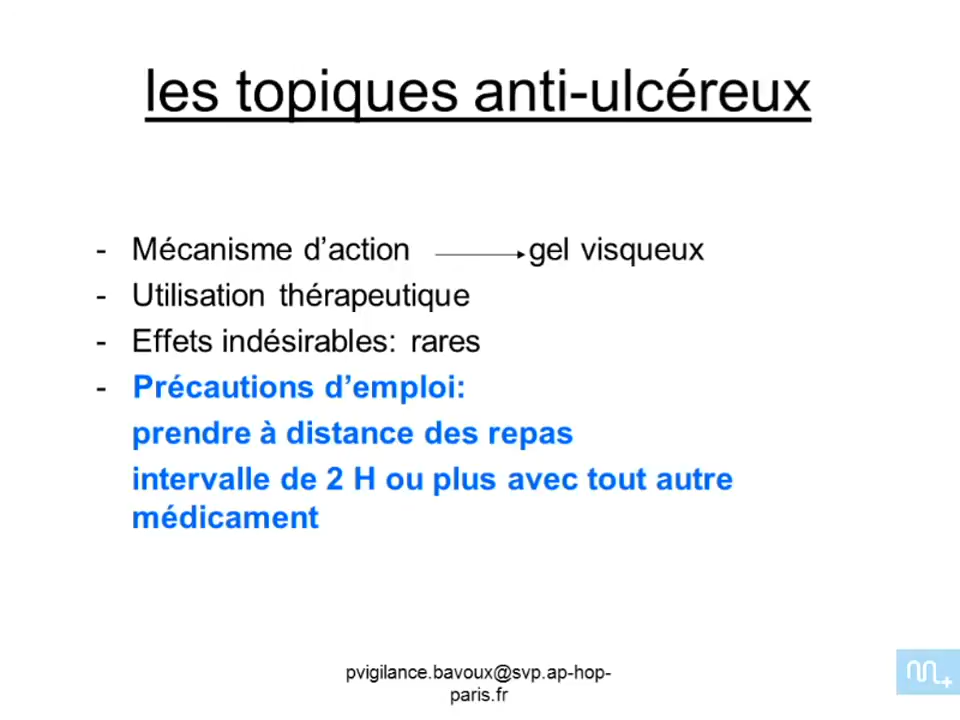 les topiques anti-ulcéreux
- Mécanisme d’action gel visqueux
- Utilisation thérapeutique
- Effets indésirables: rares
- Précautions d’emploi:
prendre à distance des repas
intervalle de 2 H ou plus avec tout autre
médicament
pvigilance.bavoux@svp.ap-hop-
paris.fr